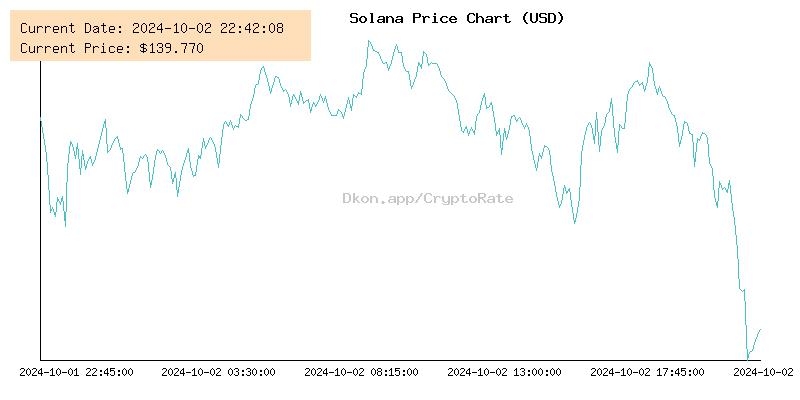 Solana Price Chart (USD)
Current Date: 2024-10-02 22:42:08
Current Price: $139.770
Dkon.app/CryptoRate
2024-10-01 22:45:00 2024-10-02 03:30:00 2024-10-02 08:15:00 2024-10-02 13:00:00 2024-10-02 17:45:00 2024-10-02